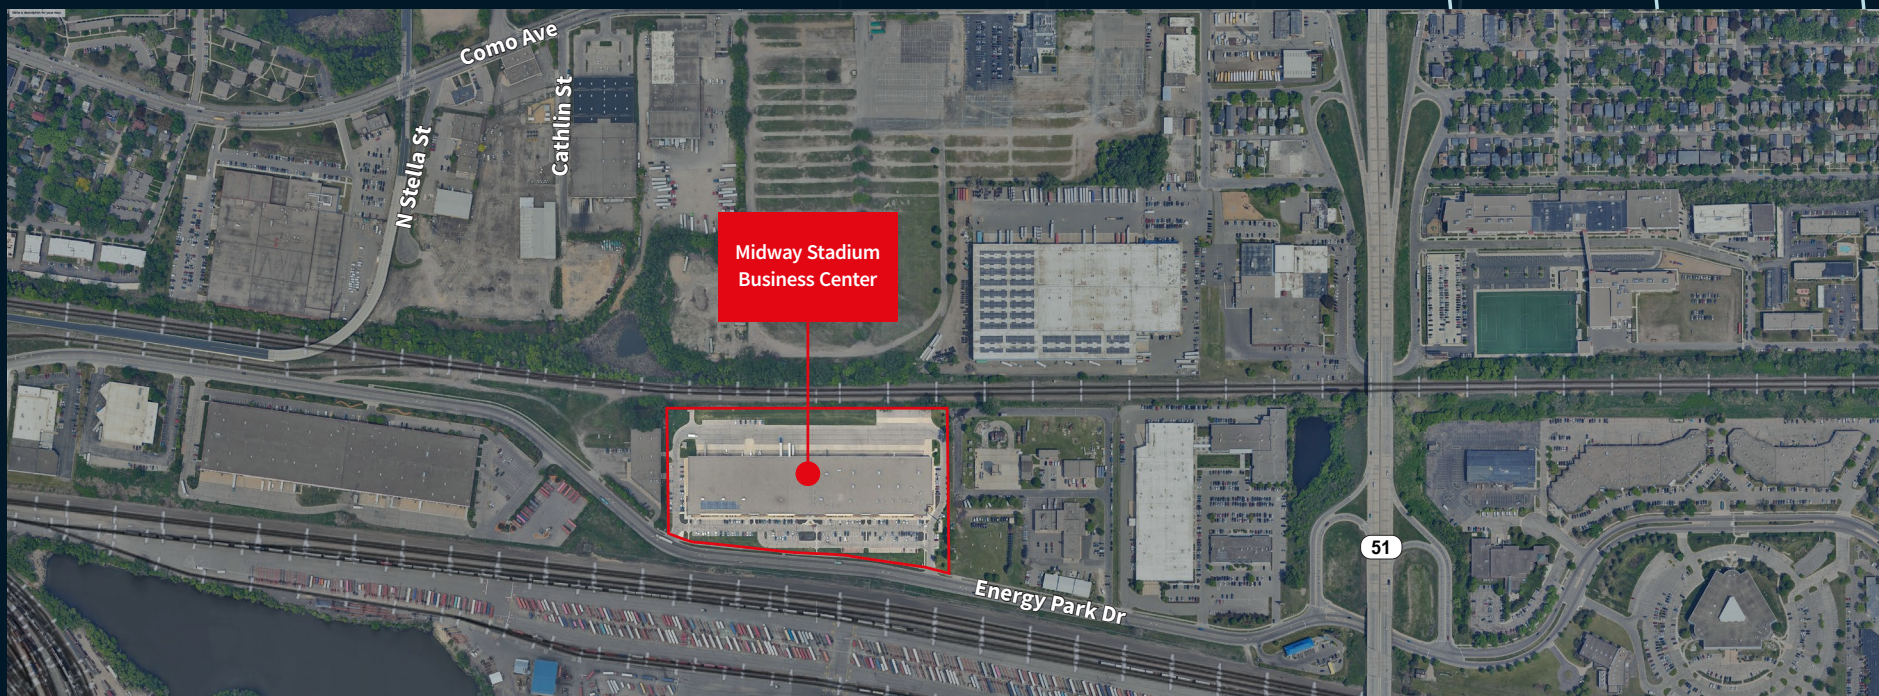 Como Ave
Cathlin St
N Stella St
Midway Stadium
Business Center
51
Energy Park Dr